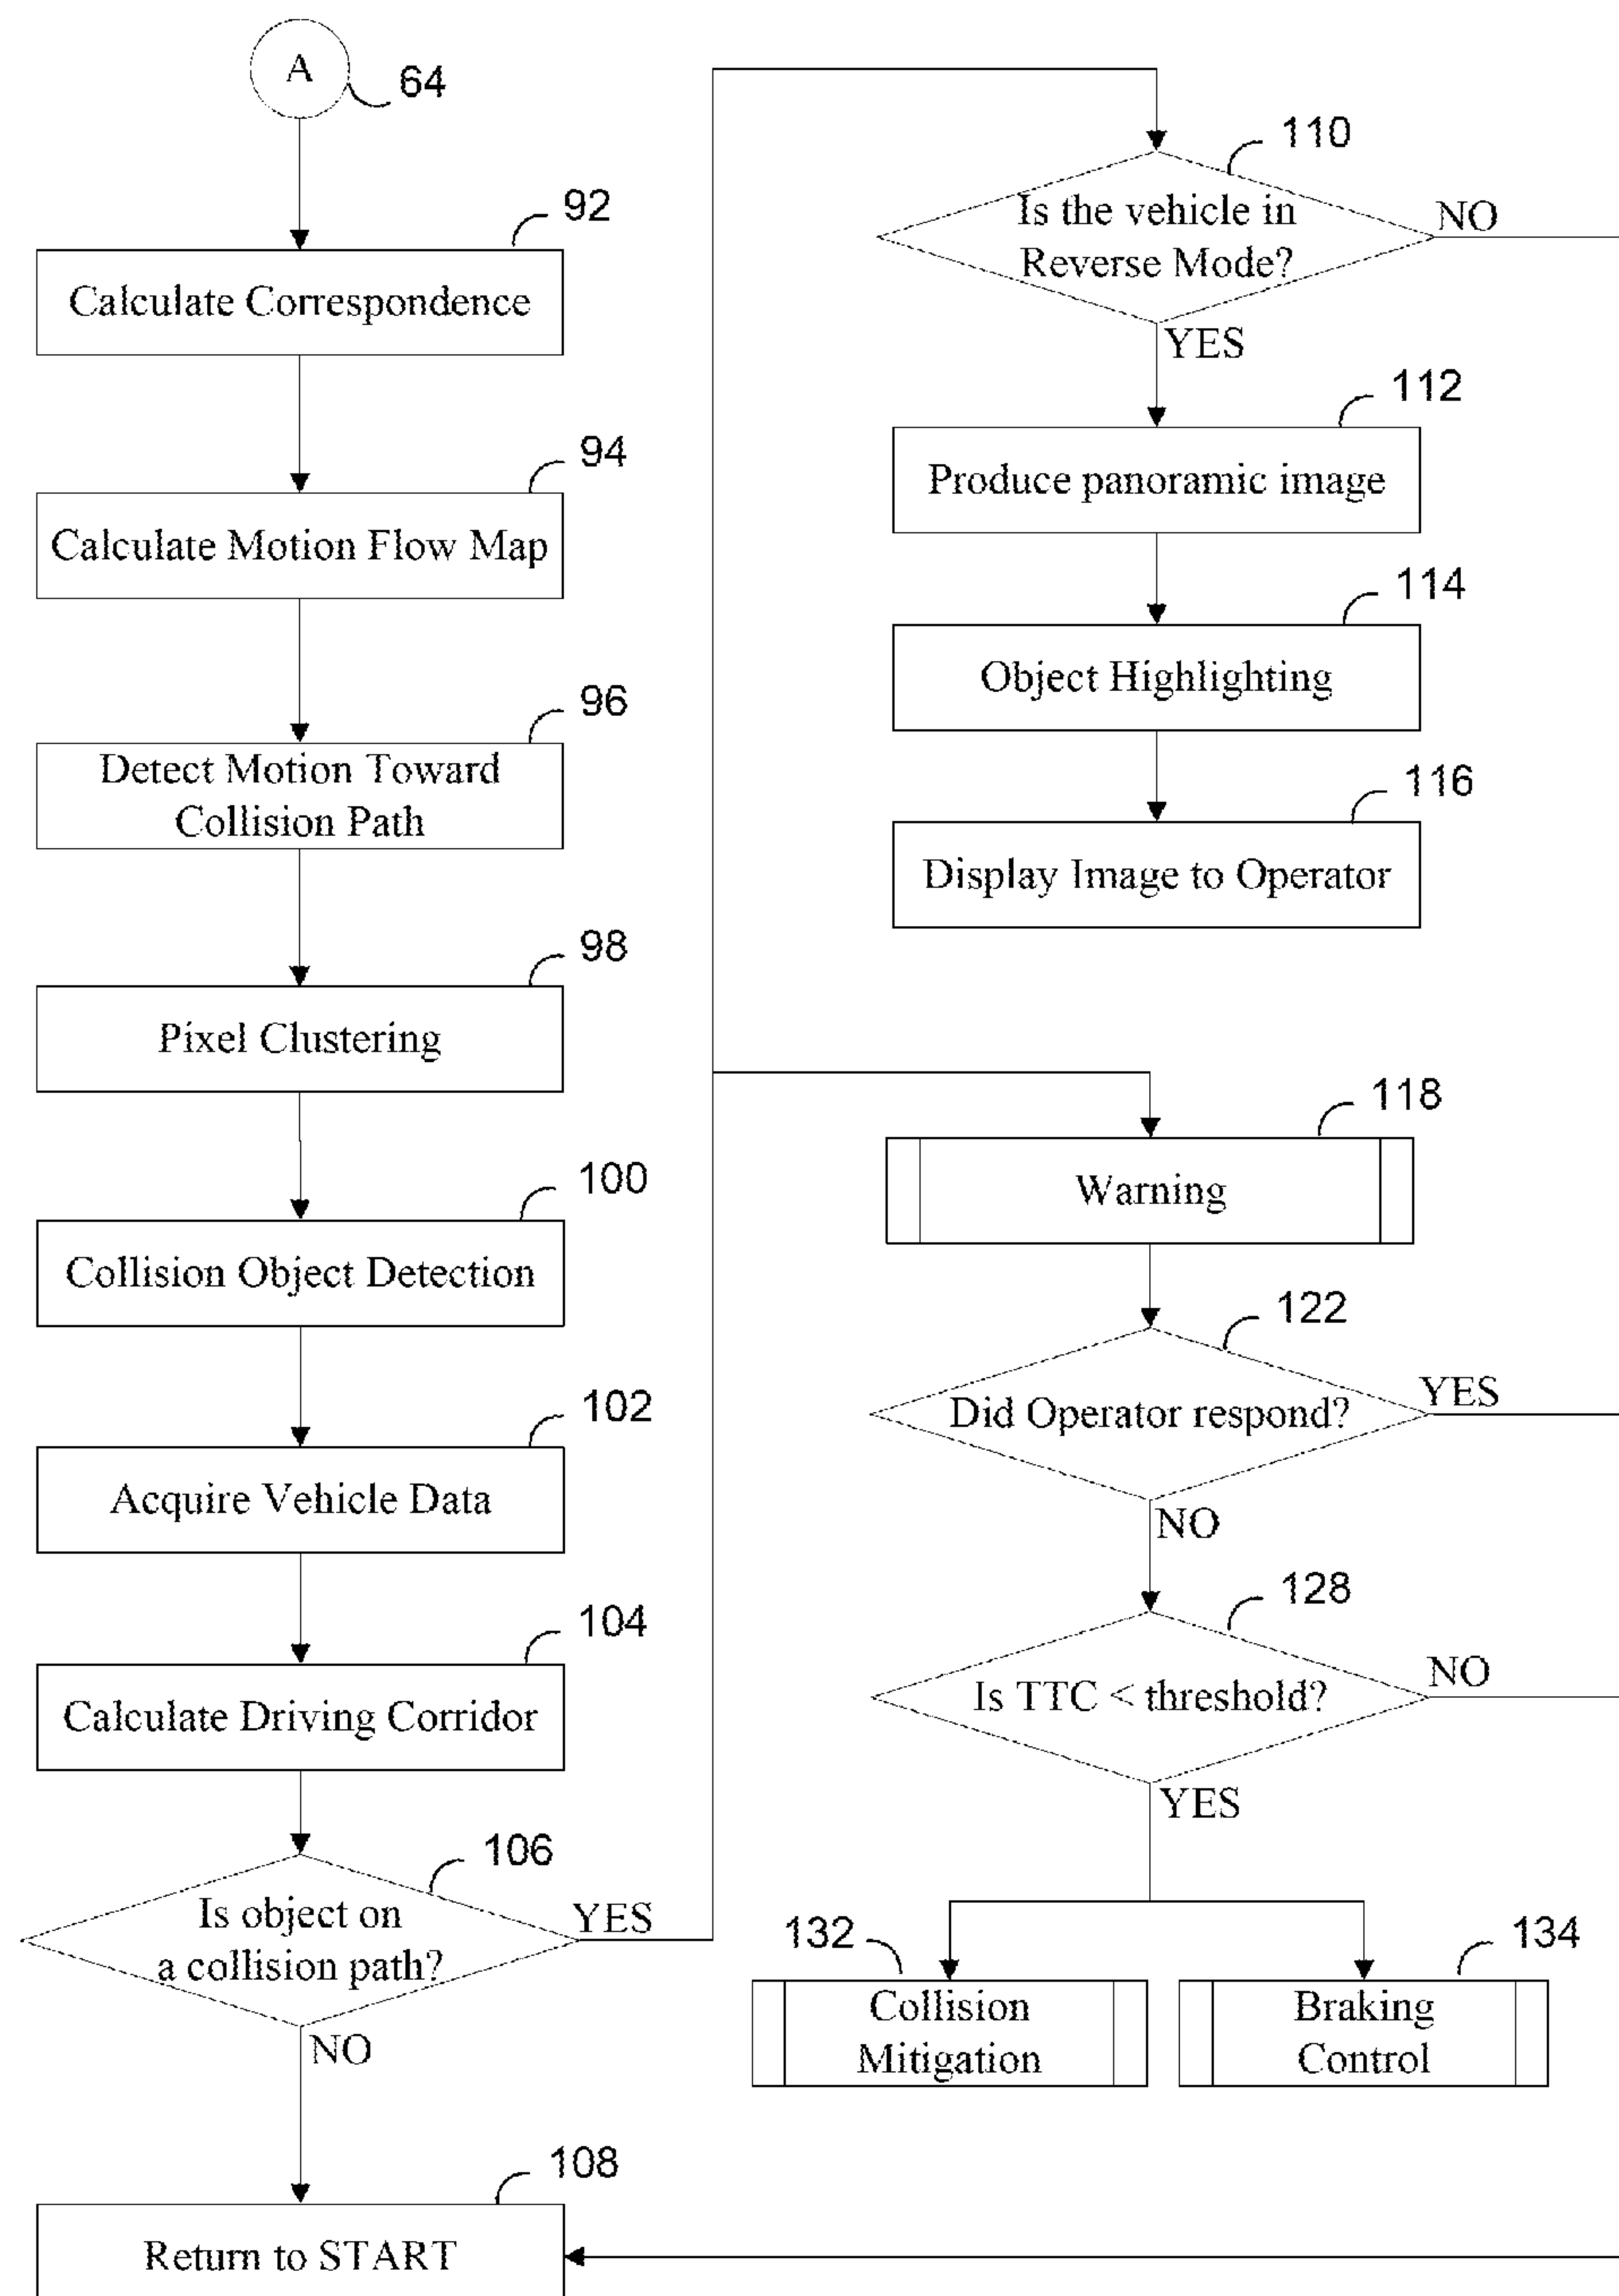 A
64
92
Calculate Correspondence
94
Calculate Motion Flow Map
96
Detect Motion Toward
Collision Path
98
Pixel Clustering
100
Collision Object Detection
102
Acquire Vehicle Data
104
Calculate Driving Corridor
106
Is object on
a collision path?
YES
NO
108
Return to START
110
Is the vehicle in
Reverse Mode?
NO
YES
112
Produce panoramic image
114
Object Highlighting
116
Display Image to Operator
118
Warning
122
Did Operator respond?
YES
NO
128
Is TTC < threshold?
NO
YES
132
Collision
Mitigation
134
Braking
Control